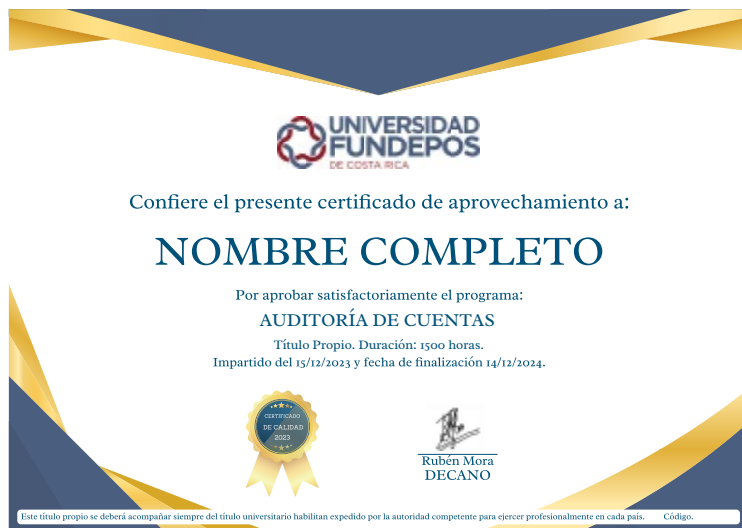 UNIVERSIDAD
FUNDEPOS
DE COSTA RICA
Confiere el presente certificado de aprovechamiento a:
NOMBRE COMPLETO
Por aprobar satisfactoriamente el programa:
AUDITORÍA DE CUENTAS
Título Propio. Duración: 1500 horas.
Impartido del 15/12/2023 y fecha de finalización 14/12/2024.
CERTIFICADO
DE CALIDAD
2023
Rubén Mora
DECANO
Este título propio se deberá acompañar siempre del título universitario habilitan expedido por la autoridad competente para ejercer profesionalmente en cada país. Código.